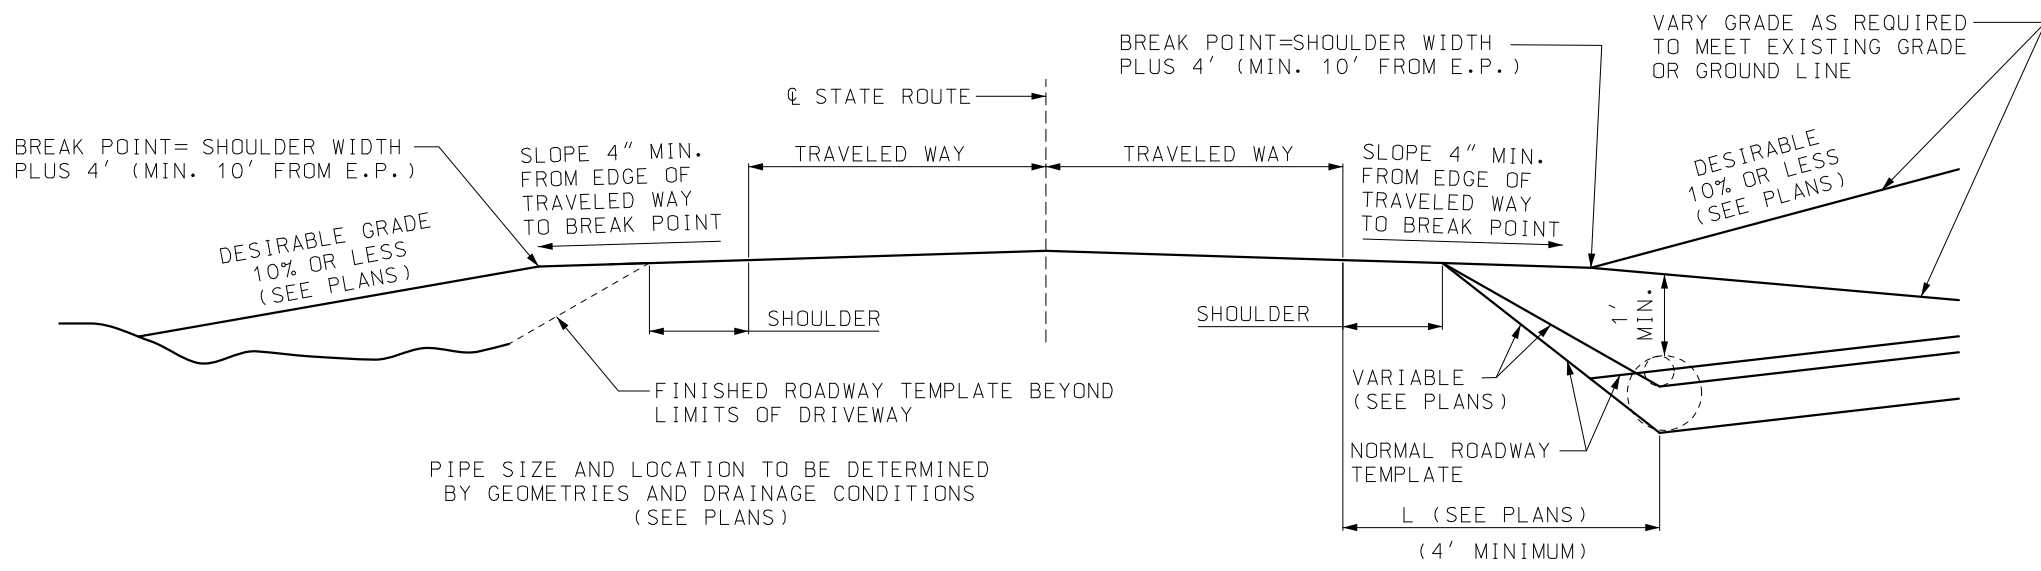 VARY GRADE AS REQUIRED
TO MEET EXISTING GRADE
OR GROUND LINE
BREAK POINT=SHOULDER WIDTH
PLUS 4' (MIN. 10' FROM E.P.)
℄ STATE ROUTE
BREAK POINT= SHOULDER WIDTH
PLUS 4' (MIN. 10' FROM E.P.)
SLOPE 4" MIN.
FROM EDGE OF
TRAVELED WAY
TO BREAK POINT
TRAVELED WAY
TRAVELED WAY
SLOPE 4" MIN.
FROM EDGE OF
TRAVELED WAY
TO BREAK POINT
DESIRABLE
10% OR LESS
(SEE PLANS)
DESIRABLE GRADE
10% OR LESS
(SEE PLANS)
SHOULDER
SHOULDER
1'
MIN.
FINISHED ROADWAY TEMPLATE BEYOND
LIMITS OF DRIVEWAY
VARIABLE
(SEE PLANS)
NORMAL ROADWAY
TEMPLATE
PIPE SIZE AND LOCATION TO BE DETERMINED
BY GEOMETRIES AND DRAINAGE CONDITIONS
(SEE PLANS)
L (SEE PLANS)
(4' MINIMUM)